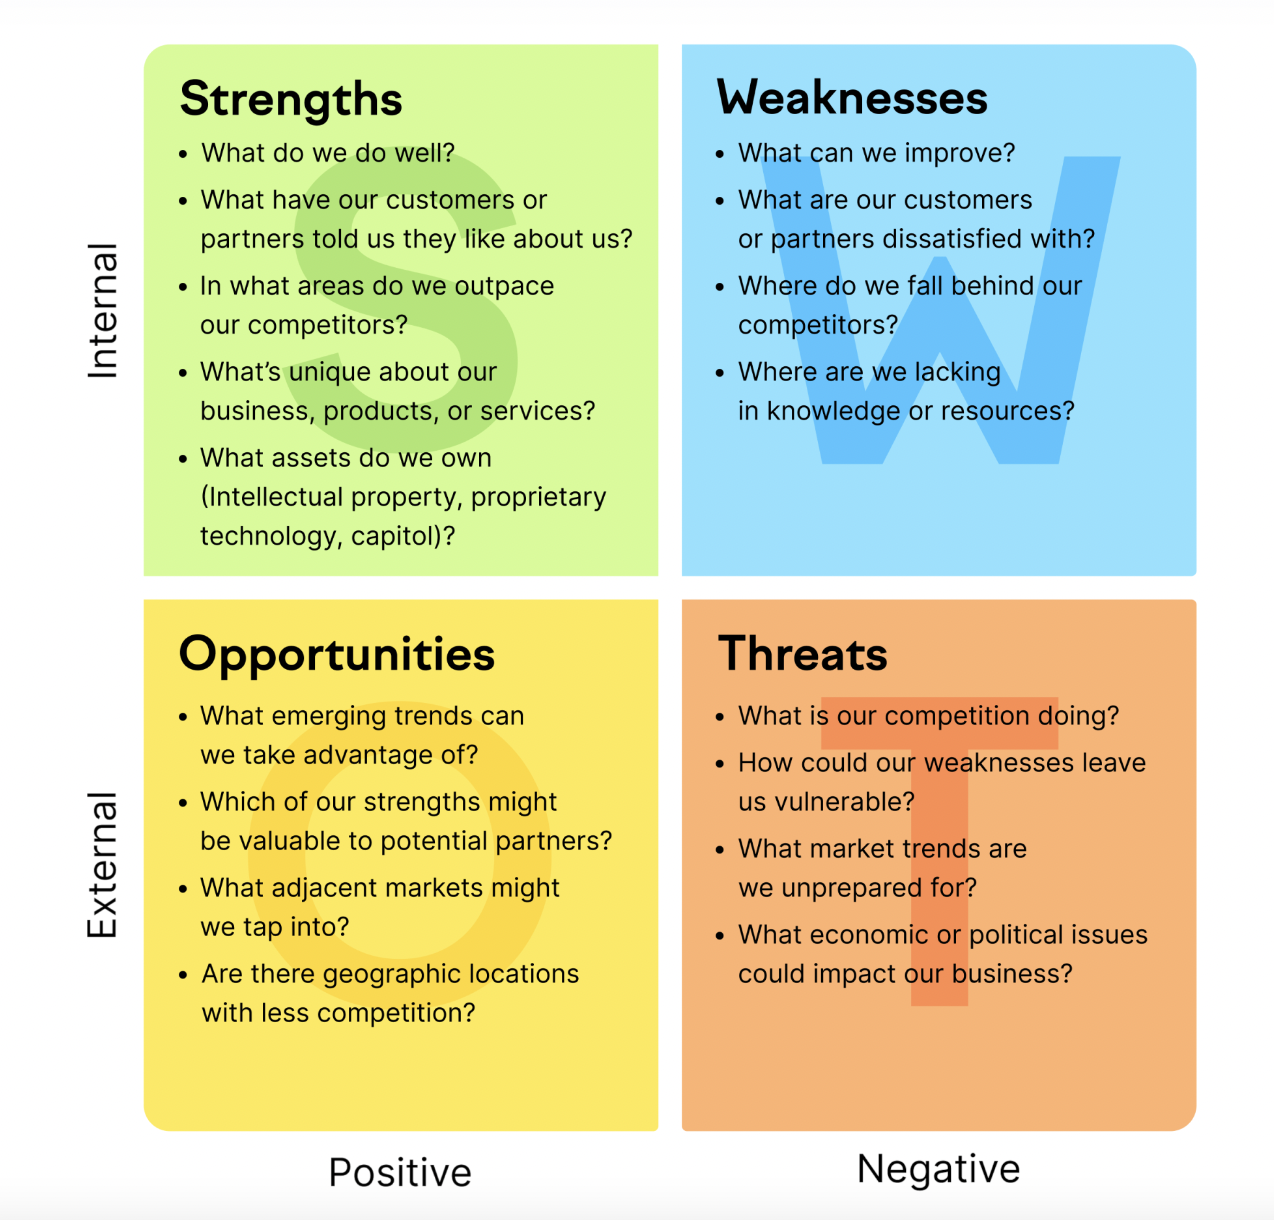 Strengths
• What do we do well?
• What have our customers or
partners told us they like about us?
• In what areas do we outpace
our competitors?
• What’s unique about our
business, products, or services?
• What assets do we own
(Intellectual property, proprietary
technology, capitol)?
S
Weaknesses
• What can we improve?
• What are our customers
or partners dissatisfied with?
• Where do we fall behind our
competitors?
• Where are we lacking
in knowledge or resources?
W
Internal
Opportunities
• What emerging trends can
we take advantage of?
• Which of our strengths might
be valuable to potential partners?
• What adjacent markets might
we tap into?
• Are there geographic locations
with less competition?
O
Threats
• What is our competition doing?
• How could our weaknesses leave
us vulnerable?
• What market trends are
we unprepared for?
• What economic or political issues
could impact our business?
T
External
Positive
Negative